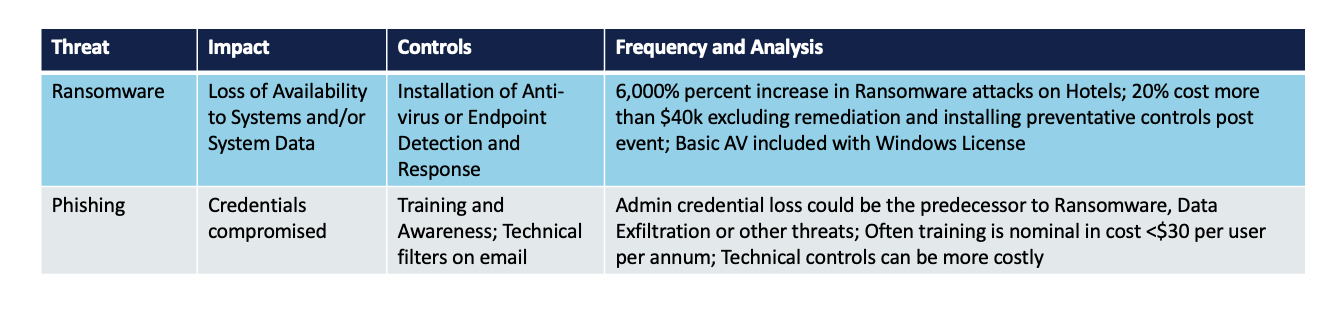 Threat
Impact
Controls
Frequency and Analysis
Ransomware
Loss of Availability
to Systems and/or
System Data
Installation of Anti-
virus or Endpoint
Detection and
Response
6,000% percent increase in Ransomware attacks on Hotels; 20% cost more
than $40k excluding remediation and installing preventative controls post
event; Basic AV included with Windows License
Phishing
Credentials
compromised
Training and
Awareness; Technical
filters on email
Admin credential loss could be the predecessor to Ransomware, Data
Exfiltration or other threats; Often training is nominal in cost <$30 per user
per annum; Technical controls can be more costly